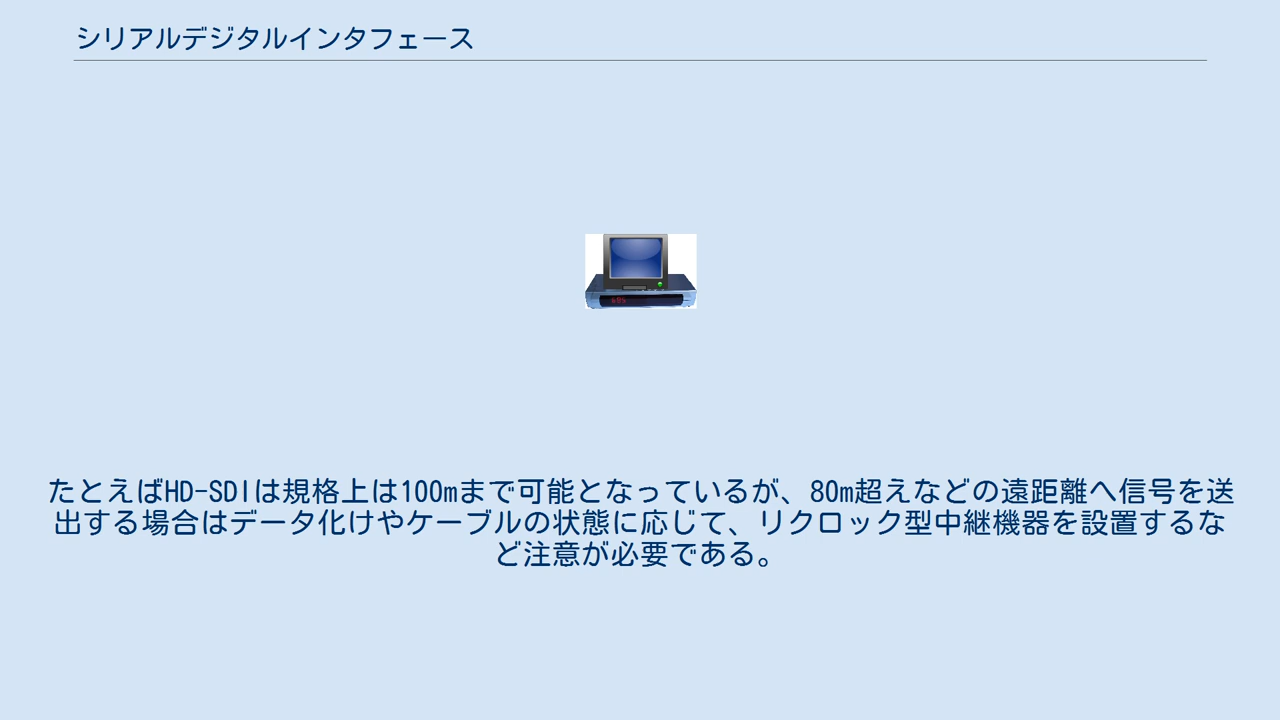 シリアルデジタルインタフェース
685
たとえばHD-SDIは規格上は100mまで可能となっているが、80m超えなどの遠距離へ信号を送
出する場合はデータ化けやケーブルの状態に応じて、リクロック型中継機器を設置するな
ど注意が必要である。